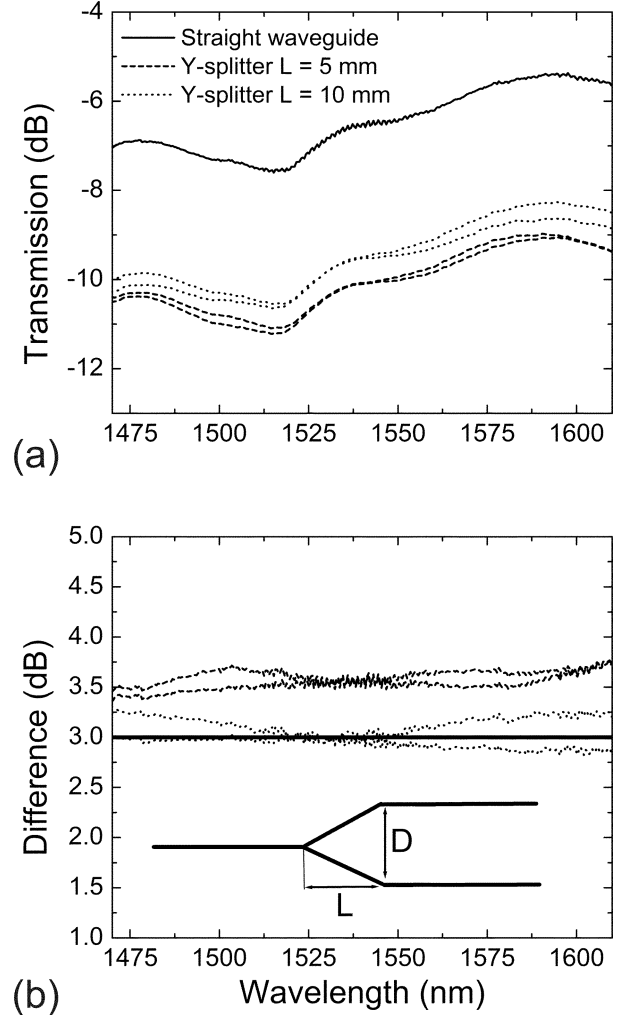 -4
-6
-8
-10
-12
Transmission (dB)
Straight waveguide
Y-splitter L = 5 mm
Y-splitter L = 10 mm
1475 1500 1525 1550 1575 1600
(a)
5.0
4.5
4.0
3.5
3.0
2.5
2.0
1.5
1.0
Difference (dB)
D
L
1475 1500 1525 1550 1575 1600
Wavelength (nm)
(b)